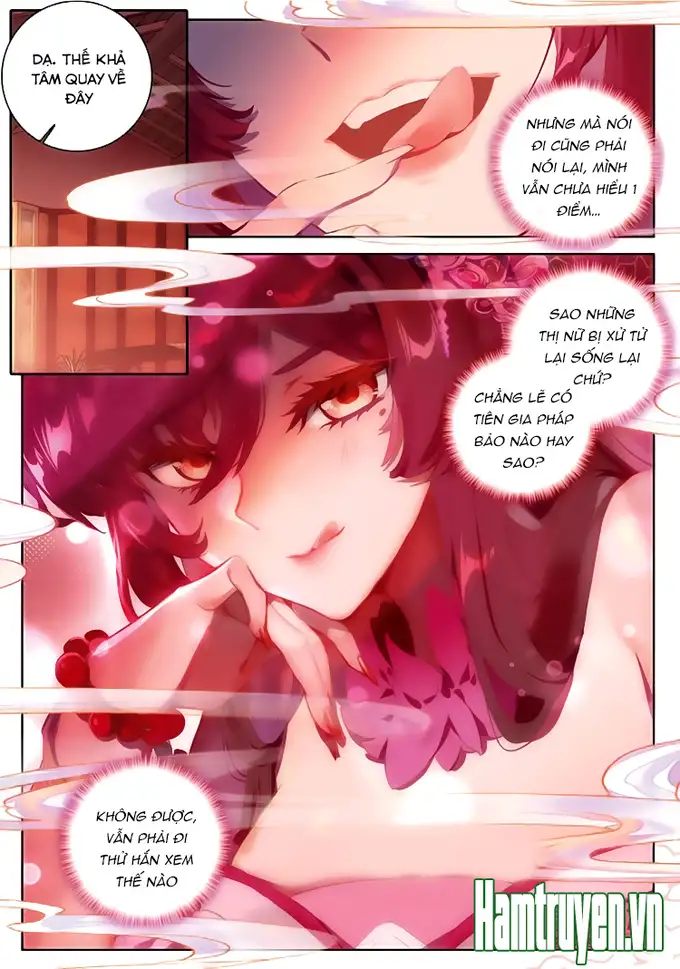 DẠ. THẾ KHẢ
TÂM QUAY VỀ
ĐÂY
NHƯNG MÀ NÓI
ĐI CŨNG PHẢI
NÓI LẠI, MÌNH
VẪN CHƯA HIỂU 1
ĐIỂM...
SAO NHỮNG
THỊ NỮ BỊ XỬ TỬ
LẠI SỐNG LẠI
CHỨ?
CHẲNG LẼ CÓ
TIÊN GIA PHÁP
BẢO NÀO HAY
SAO?
KHÔNG ĐƯỢC,
VẪN PHẢI ĐI
THỬ HẮN XEM
THẾ NÀO
Hamtruyen.vn